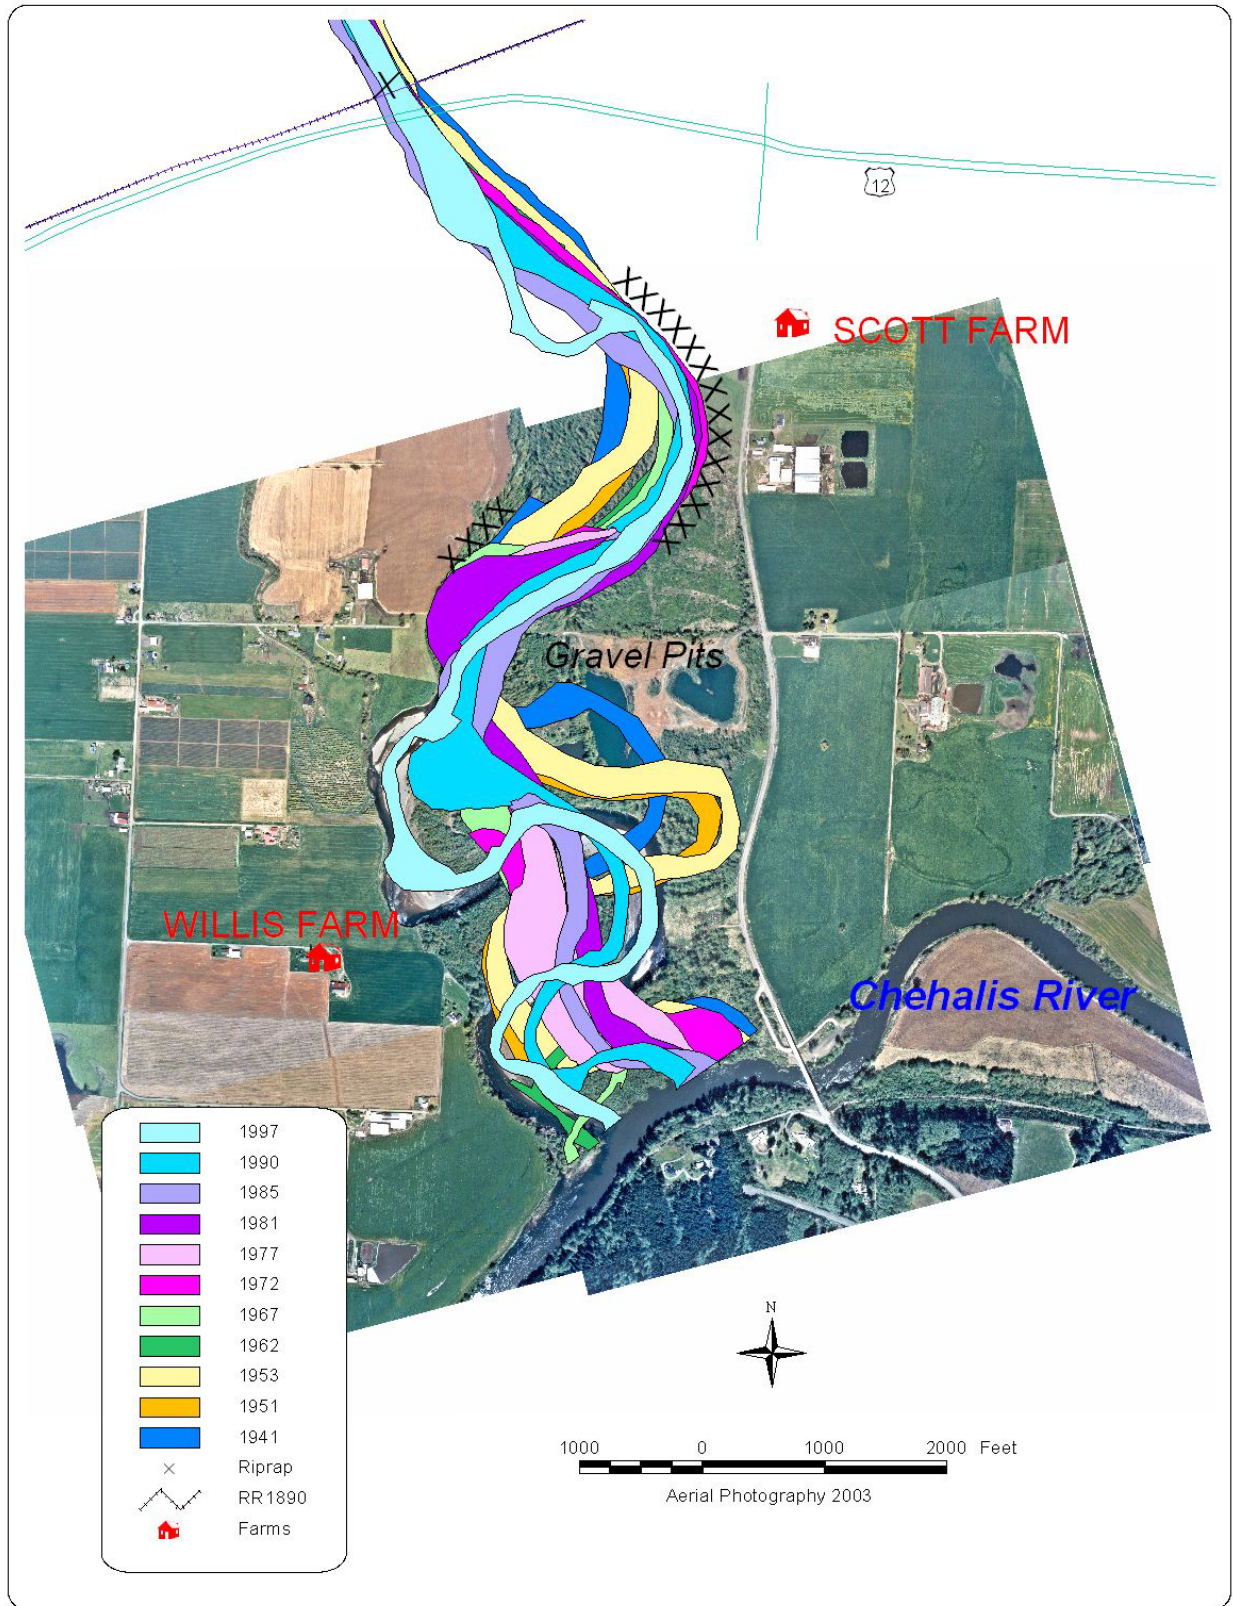 12
SCOTT FARM
Gravel Pits
WILLIS FARM
Chehalis River
1997
1990
1985
1981
1977
1972
1967
1962
1953
1951
1941
Riprap
RR1890
Farms
N
1000 0 1000 2000 Feet
Aerial Photography 2003